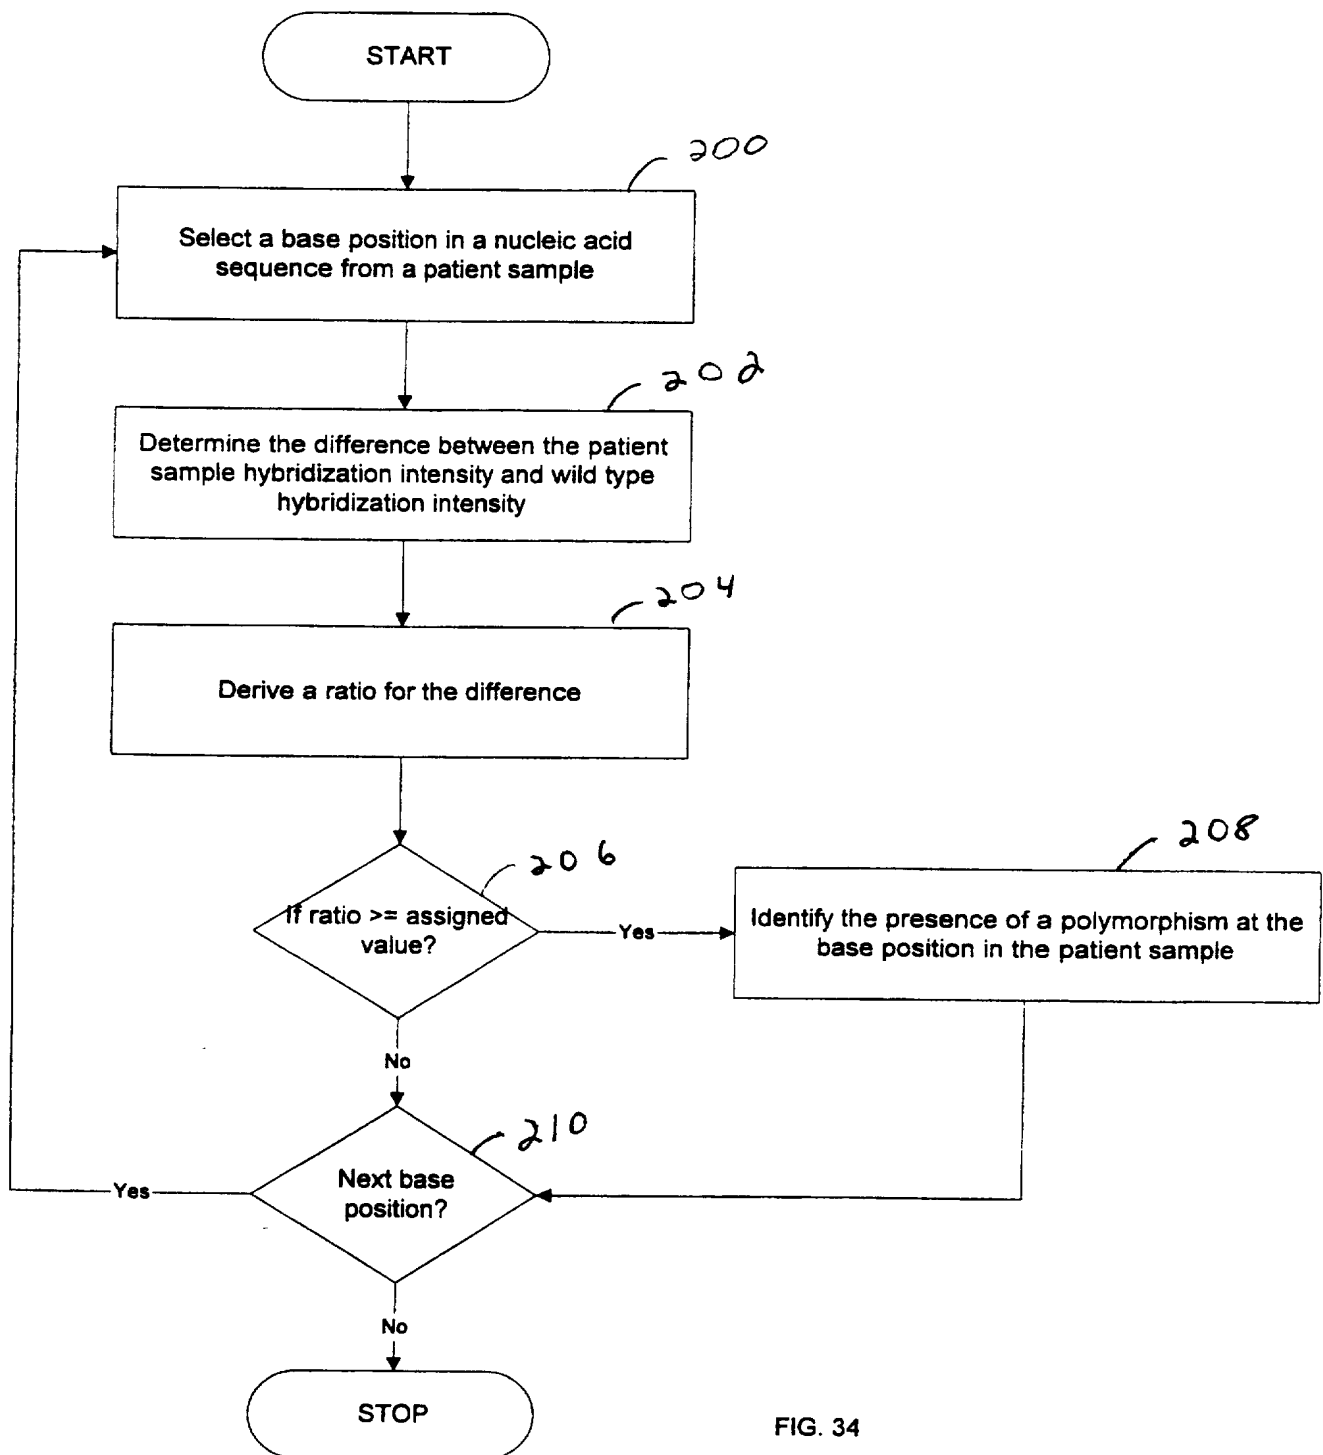 START
200
Select a base position in a nucleic acid
sequence from a patient sample
202
Determine the difference between the patient
sample hybridization intensity and wild type
hybridization intensity
204
Derive a ratio for the difference
206
If ratio >= assigned
value?
Yes
208
Identify the presence of a polymorphism at the
base position in the patient sample
No
210
Next base
position?
Yes
No
STOP
FIG. 34